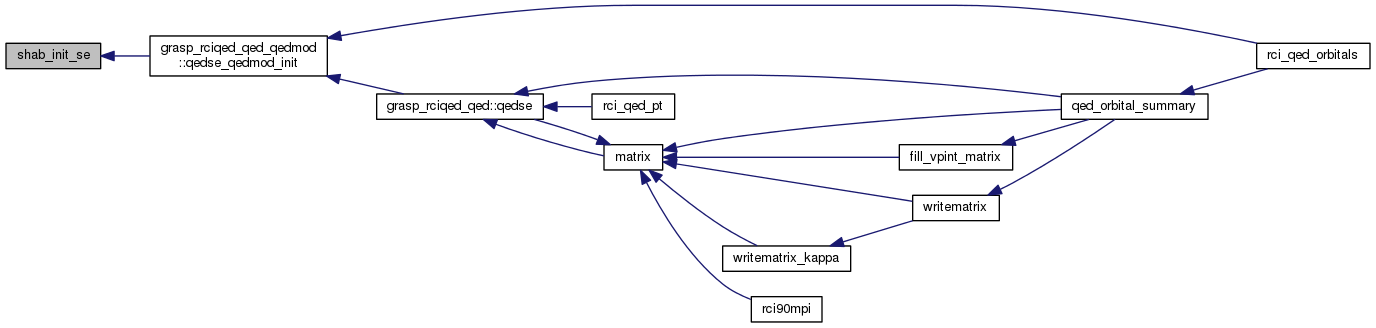 shab_init_se
grasp_rciqed_qed_qedmod
::qedse_qedmod_init
rci_qed_orbitals
grasp_rciqed_qed::qedse
rci_qed_pt
qed_orbital_summary
matrix
fill_vpint_matrix
writematrix
writematrix_kappa
rci90mpi